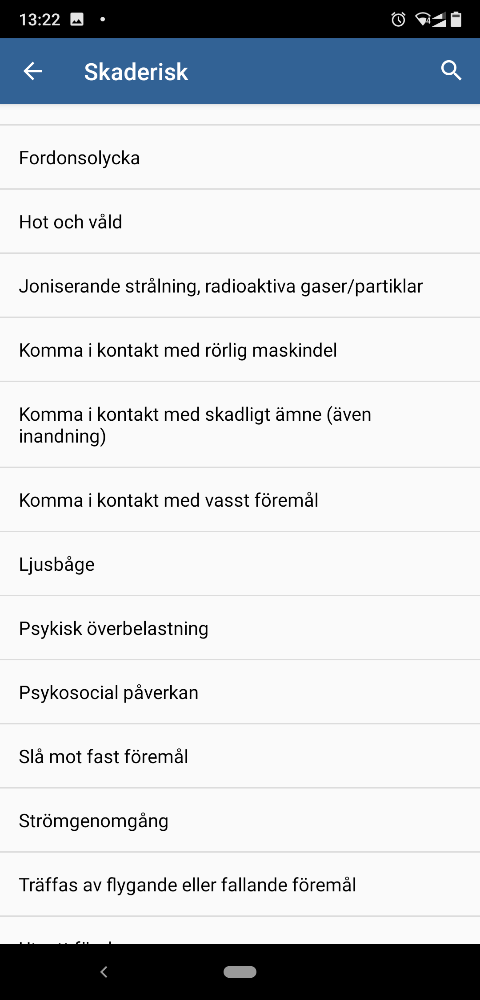 13:22
Skaderisk
Fordonsolycka
Hot och våld
Joniserande strålning, radioaktiva gaser/partiklar
Komma i kontakt med rörlig maskindel
Komma i kontakt med skadligt ämne (även
inandning)
Komma i kontakt med vasst föremål
Ljusbåge
Psykisk överbelastning
Psykosocial påverkan
Slå mot fast föremål
Strömgenomgång
Träffas av flygande eller fallande föremål